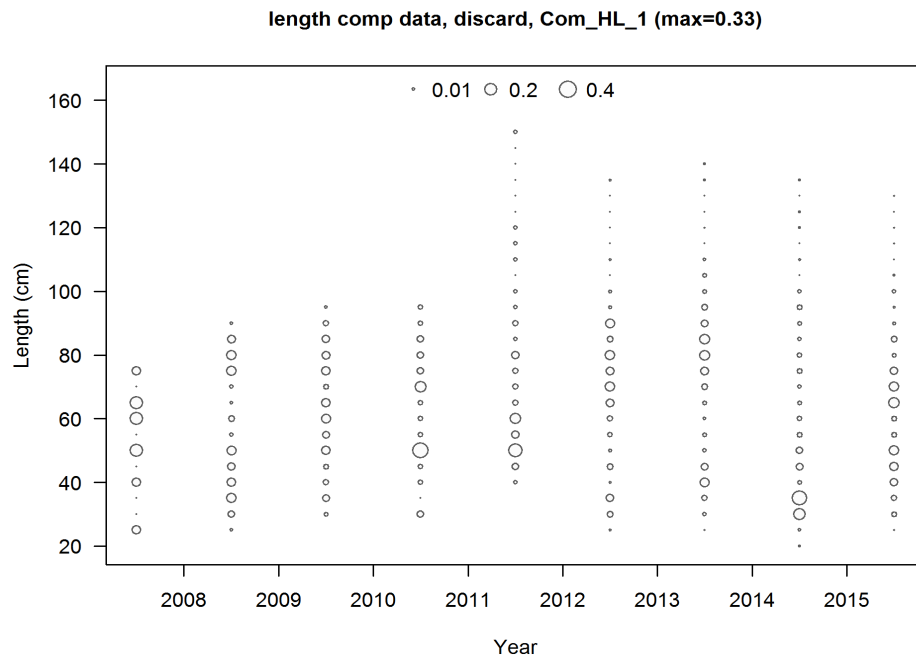 length comp data, discard, Com_HL_1 (max=0.33)
0.01 0.2 0.4
160
140
120
100
80
60
40
20
Length (cm)
2008 2009 2010 2011 2012 2013 2014 2015
Year